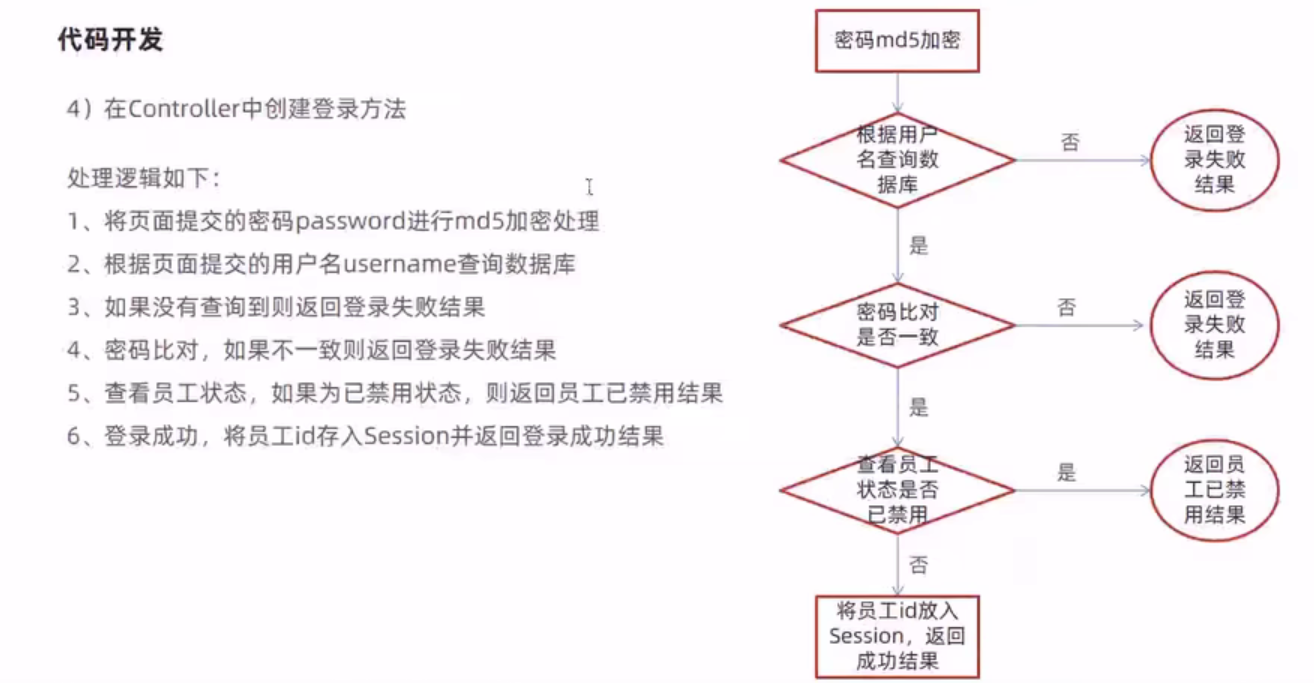 代码开发
4）在Controller中创建登录方法
处理逻辑如下：
1、将页面提交的密码password进行md5加密处理
2、根据页面提交的用户名username查询数据库
3、如果没有查询到则返回登录失败结果
4、密码比对，如果不一致则返回登录失败结果
5、查看员工状态，如果为已禁用状态，则返回员工已禁用结果
6、登录成功，将员工id存入Session并返回登录成功结果
密码md5加密
根据用户
名查询数
据库
否
返回登
录失败
结果
是
密码比对
是否一致
否
返回登
录失败
结果
是
查看员工
状态是否
已禁用
是
返回员
工已禁
用结果
否
将员工id放入
Session，返回
成功结果